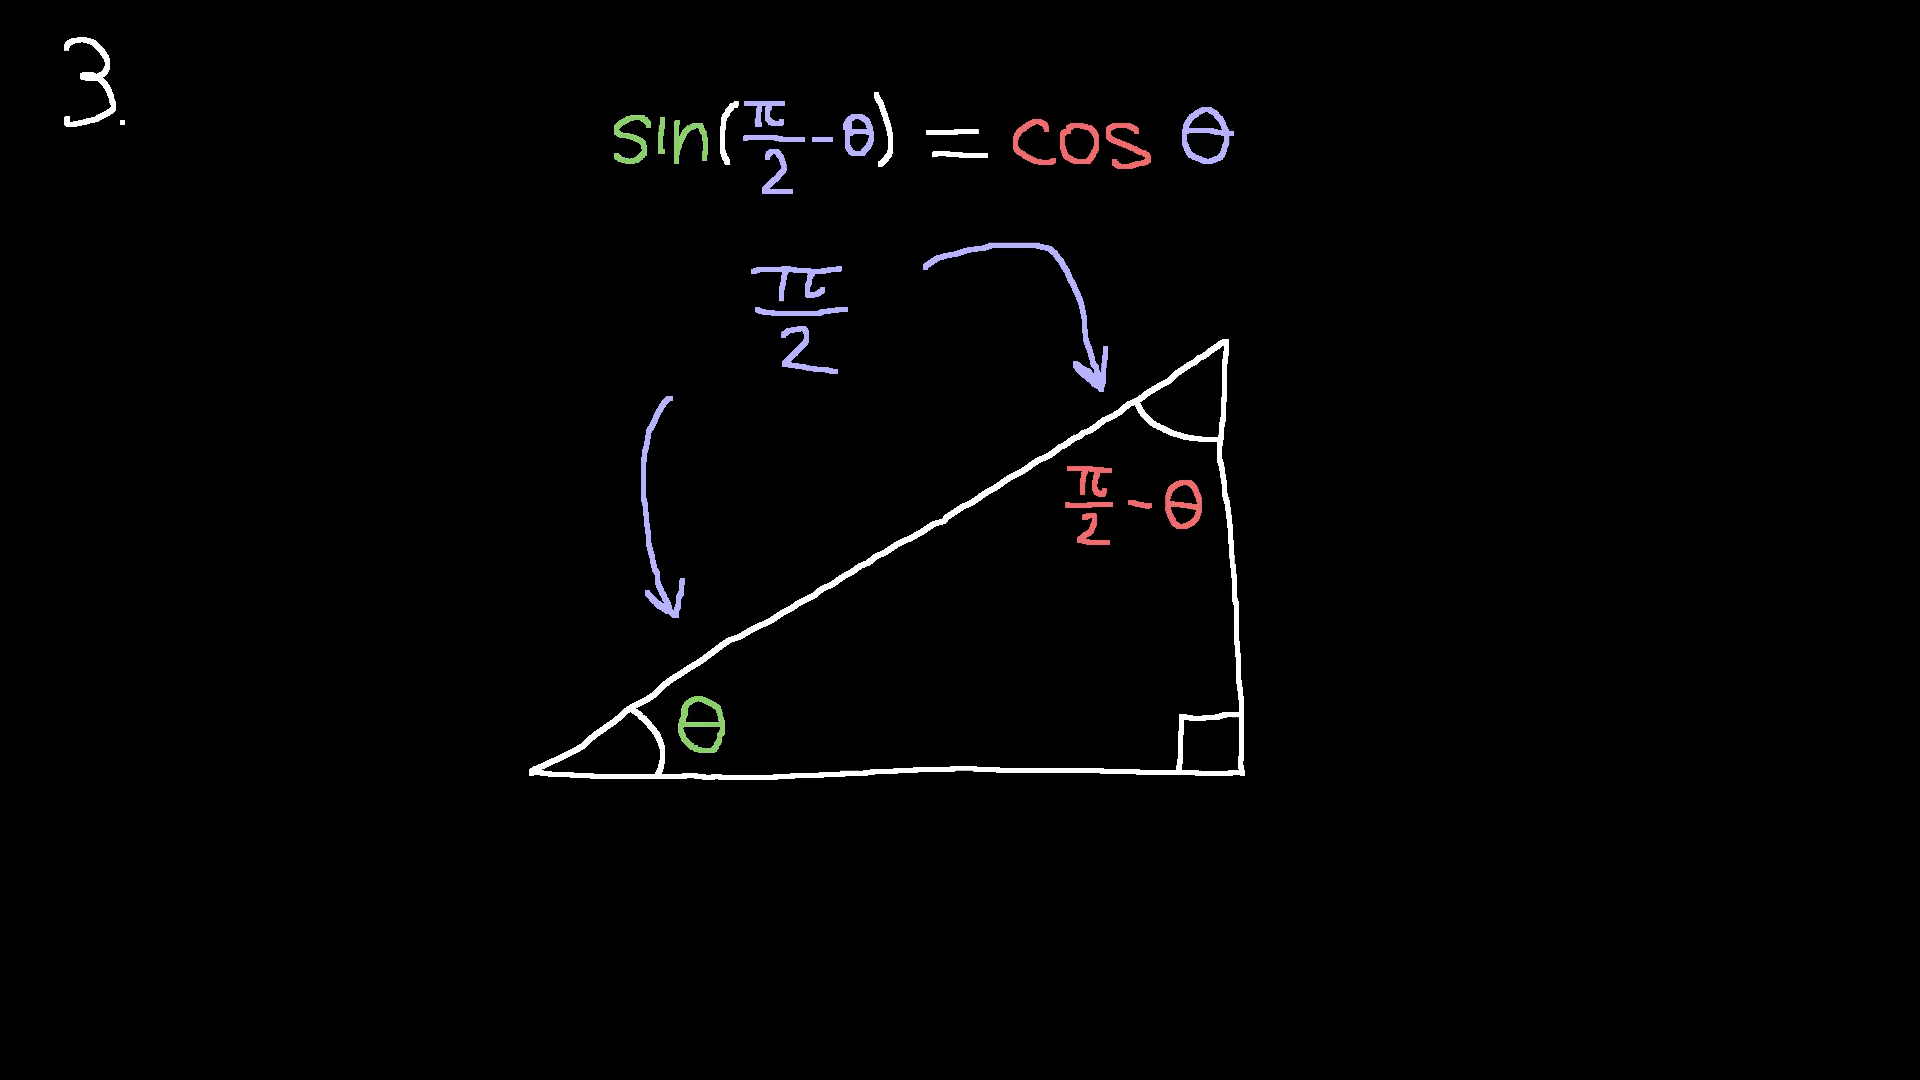 3.
sin(π/2 - θ) = cos θ
π/2
π/2 - θ
θ